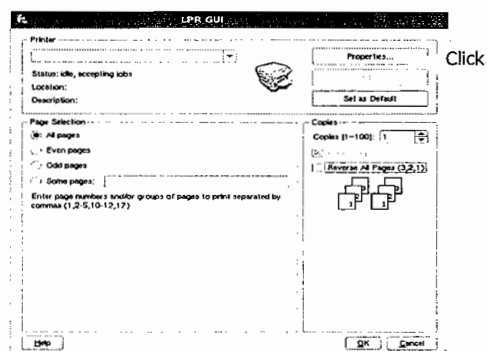 LPR GUI
Printer
Properties...
Click
Status: idle, accepting jobs
Location:
Description:
Set as Default
Page Selection
All pages
Even pages
Odd pages
Some pages:
Enter page numbers and/or groups of pages to print separated by
commas (1,2-5,10-12,17)
Copies
Copies [1-100]: 1
Reverse All Pages (3,2,1)
Help
OK
Cancel